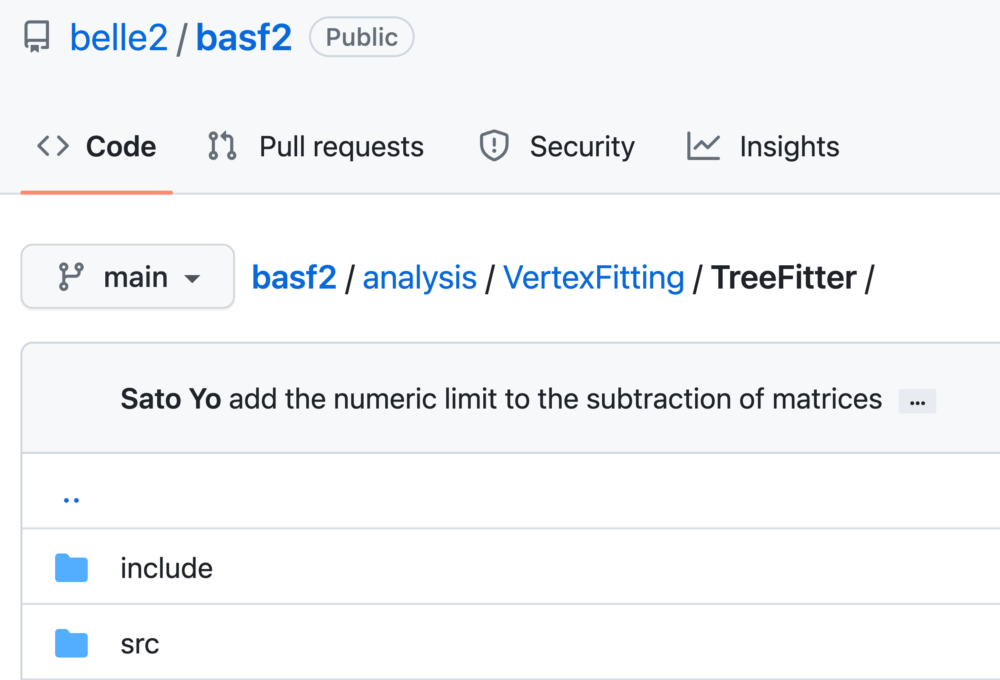 belle2 / basf2 Public
Code Pull requests Security Insights
main basf2 / analysis / VertexFitting / TreeFitter /
Sato Yo add the numeric limit to the subtraction of matrices ...
..
include
src